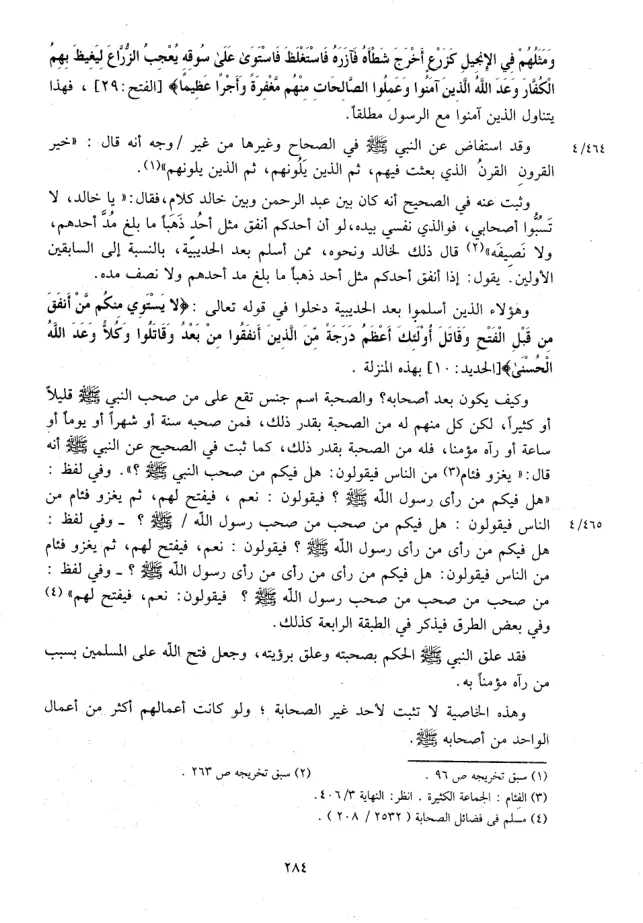 وَمَثَلُهُمْ فِي الإِنجِيلِ كَزَرْعٍ أَخْرَجَ شَطْأَهُ فَآزَرَهُ فَاسْتَغْلَظَ فَاسْتَوَىٰ عَلَىٰ سُوقِهِ يُعْجِبُ الزُّرَّاعَ لِيَغِيظَ بِهِمُ
الْكُفَّارَ وَعَدَ اللَّهُ الَّذِينَ آمَنُوا وَعَمِلُوا الصَّالِحَاتِ مِنْهُم مَّغْفِرَةً وَأَجْرًا عَظِيمًا﴾ [الفتح:٢٩] ، فهذا
يتناول الذين آمنوا مع الرسول مطلقاً.
٤/٤٦٤ وقد استفاض عن النبي ﷺ في الصحاح وغيرها من غير / وجه أنه قال : «خير
القرون القرنُ الذي بعثت فيهم، ثم الذين يَلُونهم، ثم الذين يلونهم»(١).
وثبت عنه في الصحيح أنه كان بين عبد الرحمن وبين خالد كلام،فقال:« يا خالد، لا
تَسُبُّوا أصحابي، فوالذي نفسي بيده،لو أن أحدكم أنفق مثل أحُدٍ ذَهَباً ما بلغ مُدَّ أحدهم،
ولا نَصِيفَه»(٢) قال ذلك لخالد ونحوه، ممن أسلم بعد الحديبية، بالنسبة إلى السابقين
الأولين. يقول: إذا أنفق أحدكم مثل أحد ذهباً ما بلغ مد أحدهم ولا نصف مده.
وهؤلاء الذين أسلموا بعد الحديبية دخلوا في قوله تعالى :﴿لا يَسْتَوِي مِنكُم مَّنْ أَنفَقَ
مِن قَبْلِ الْفَتْحِ وَقَاتَلَ أُوْلَئِكَ أَعْظَمُ دَرَجَةً مِّنَ الَّذِينَ أَنفَقُوا مِنْ بَعْدُ وَقَاتَلُوا وَكُلاًّ وَعَدَ اللَّهُ
الْحُسْنَىٰ﴾[الحديد: ١٠] بهذه المنزلة .
وكيف يكون بعد أصحابه؟ والصحبة اسم جنس تقع على من صحب النبي ﷺ قليلاً
أو كثيراً، لكن كل منهم له من الصحبة بقدر ذلك، فمن صحبه سنة أو شهراً أو يوماً أو
ساعة أو رآه مؤمنا، فله من الصحبة بقدر ذلك، كما ثبت في الصحيح عن النبي ﷺ أنه
قال:« يغزو فئام(٣) من الناس فيقولون: هل فيكم من صحب النبي ﷺ ؟». وفي لفظ :
«هل فيكم من رأى رسول اللّه ﷺ ؟ فيقولون : نعم ، فيفتح لهم، ثم يغزو فئام من
٤/٤٦٥ الناس فيقولون : هل فيكم من صحب من صحب رسول اللّه / ﷺ ؟ ـ وفي لفظ :
هل فيكم من رأى من رأى رسول اللّه ﷺ ؟ فيقولون : نعم، فيفتح لهم، ثم يغزو فئام
من الناس فيقولون: هل فيكم من رأى من رأى من رأى رسول اللّه ﷺ ؟ ـ وفي لفظ :
من صحب من صحب من صحب رسول اللّه ﷺ ؟ فيقولون: نعم، فيفتح لهم» (٤)
وفي بعض الطرق فيذكر في الطبقة الرابعة كذلك.
فقد علق النبي ﷺ الحكم بصحبته وعلق برؤيته، وجعل فتح اللّه على المسلمين بسبب
من رآه مؤمناً به.
وهذه الخاصية لا تثبت لأحد غير الصحابة ؛ ولو كانت أعمالهم أكثر من أعمال
الواحد من أصحابه ﷺ.
(١) سبق تخريجه ص ٩٦ . (٢) سبق تخريجه ص ٢٦٣ .
(٣) الفئام : الجماعة الكثيرة . انظر: النهاية ٣/ ٤٠٦.
(٤) مسلم فى فضائل الصحابة ( ٢٥٣٢ / ٢٠٨ ) .
٢٨٤